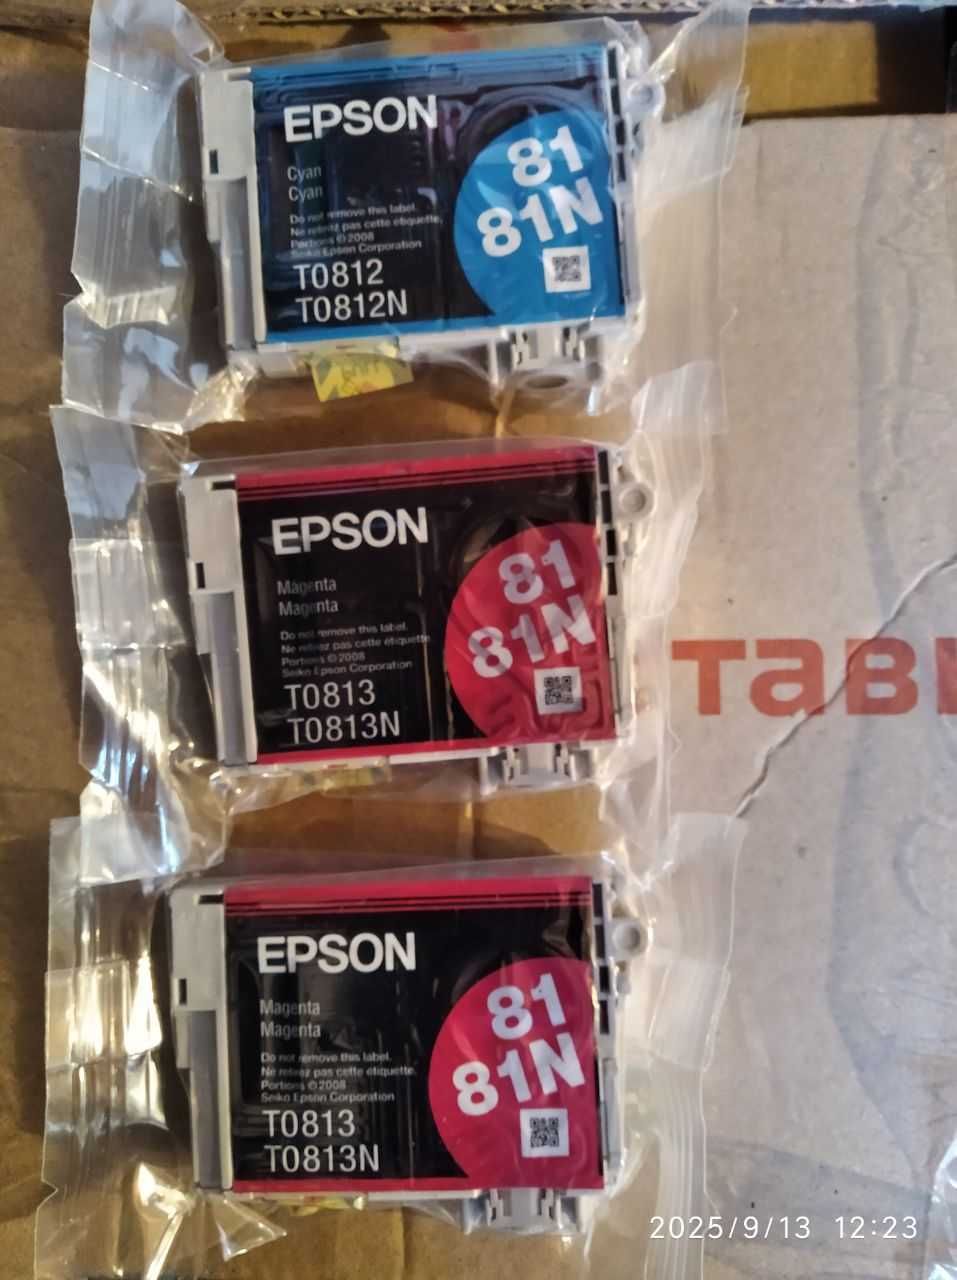 EPSON
81
81N
Cyan
Cyan
Do not remove this label.
Ne retirez pas cette étiquette.
Portions ©2008
Seiko Epson Corporation
T0812
T0812N
EPSON
81
81N
Magenta
Magenta
Do not remove this label.
Ne retirez pas cette étiquette.
Portions ©2008
Seiko Epson Corporation
T0813
T0813N
EPSON
81
81N
Magenta
Magenta
Do not remove this label.
Ne retirez pas cette étiquette.
Portions ©2008
Seiko Epson Corporation
T0813
T0813N
2025/9/13 12:23